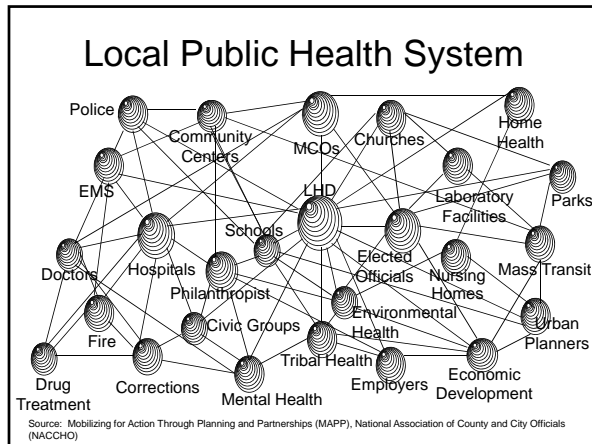 Local Public Health System
Police
Community
Centers
MCOs
Churches
Home
Health
EMS
LHD
Laboratory
Facilities
Parks
Doctors
Hospitals
Schools
Philanthropist
Elected
Officials
Nursing
Homes
Mass Transit
Fire
Civic Groups
Environmental
Health
Urban
Planners
Drug
Treatment
Corrections
Mental Health
Tribal Health
Employers
Economic
Development
Source: Mobilizing for Action Through Planning and Partnerships (MAPP), National Association of County and City Officials
(NACCHO)